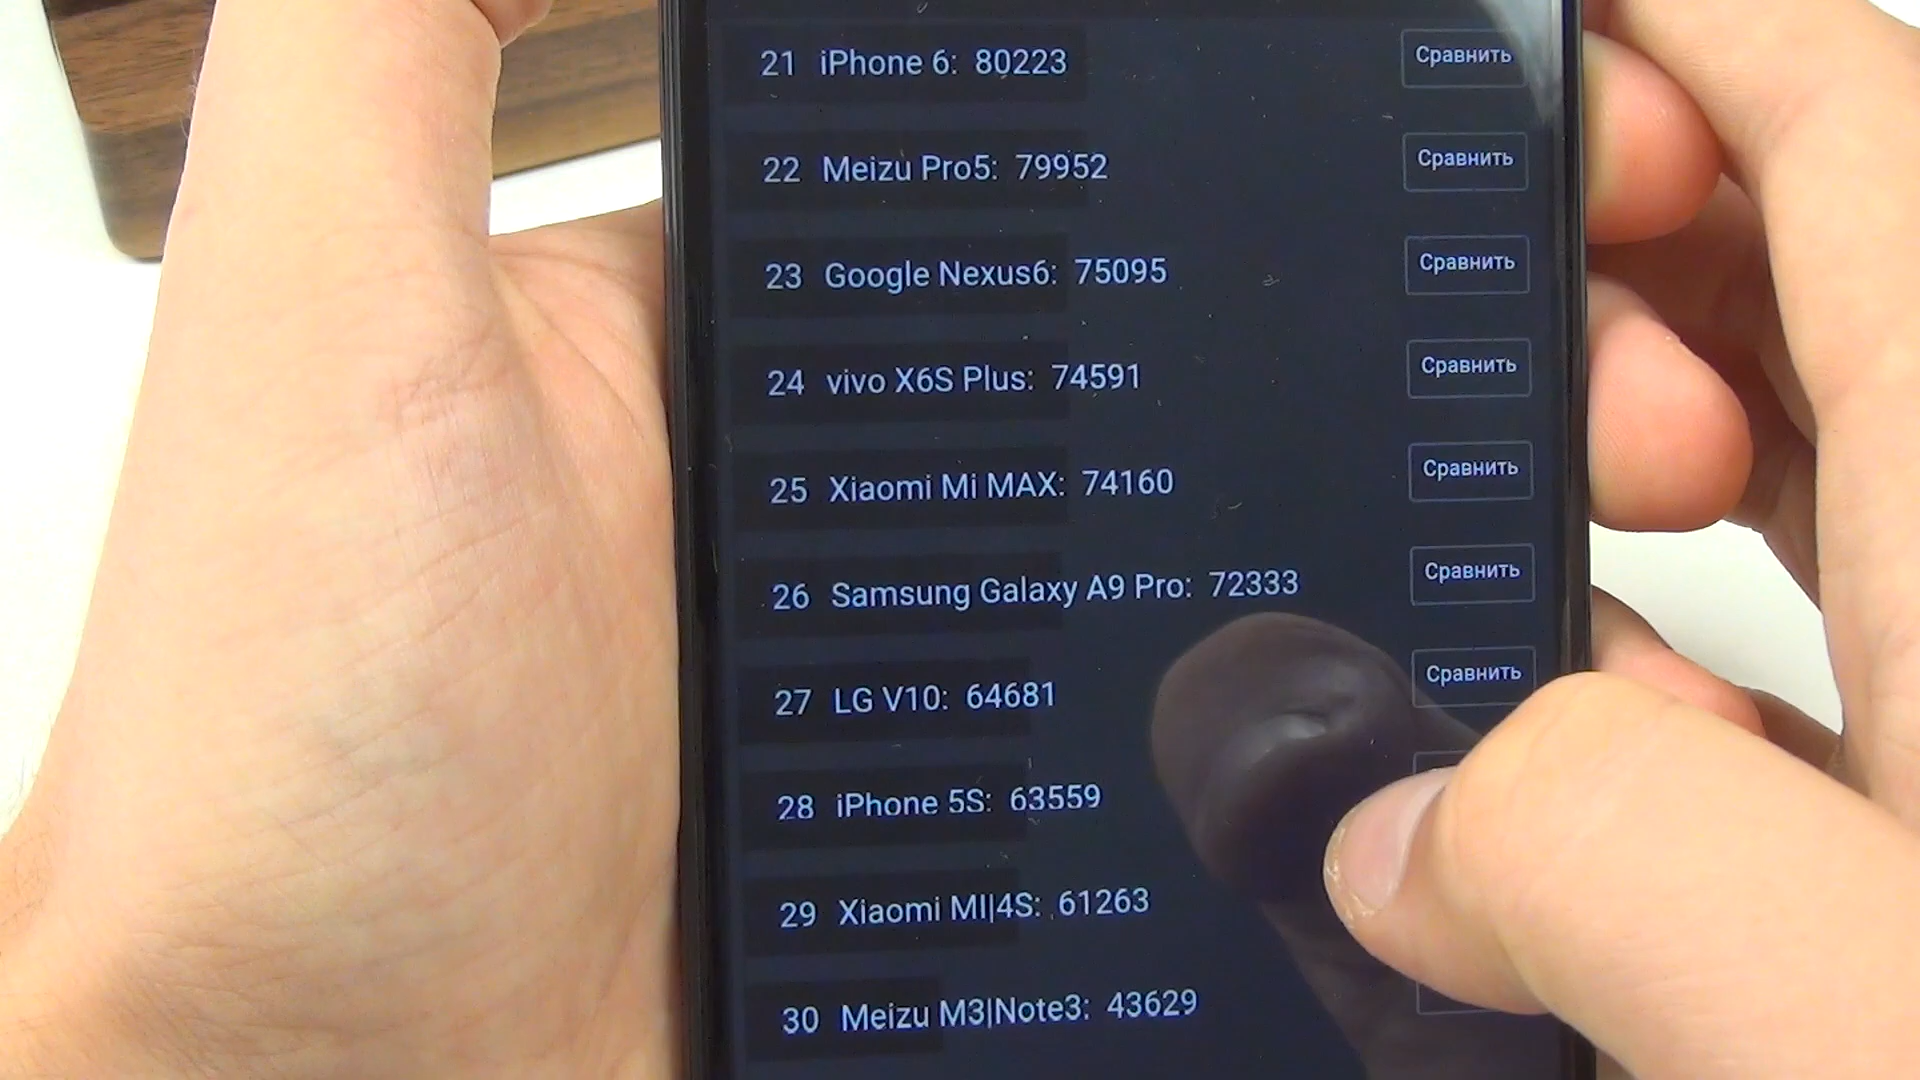 21 iPhone 6: 80223 Сравнить
22 Meizu Pro5: 79952 Сравнить
23 Google Nexus6: 75095 Сравнить
24 vivo X6S Plus: 74591 Сравнить
25 Xiaomi Mi MAX: 74160 Сравнить
26 Samsung Galaxy A9 Pro: 72333 Сравнить
27 LG V10: 64681 Сравнить
28 iPhone 5S: 63559
29 Xiaomi MI|4S: 61263
30 Meizu M3|Note3: 43629